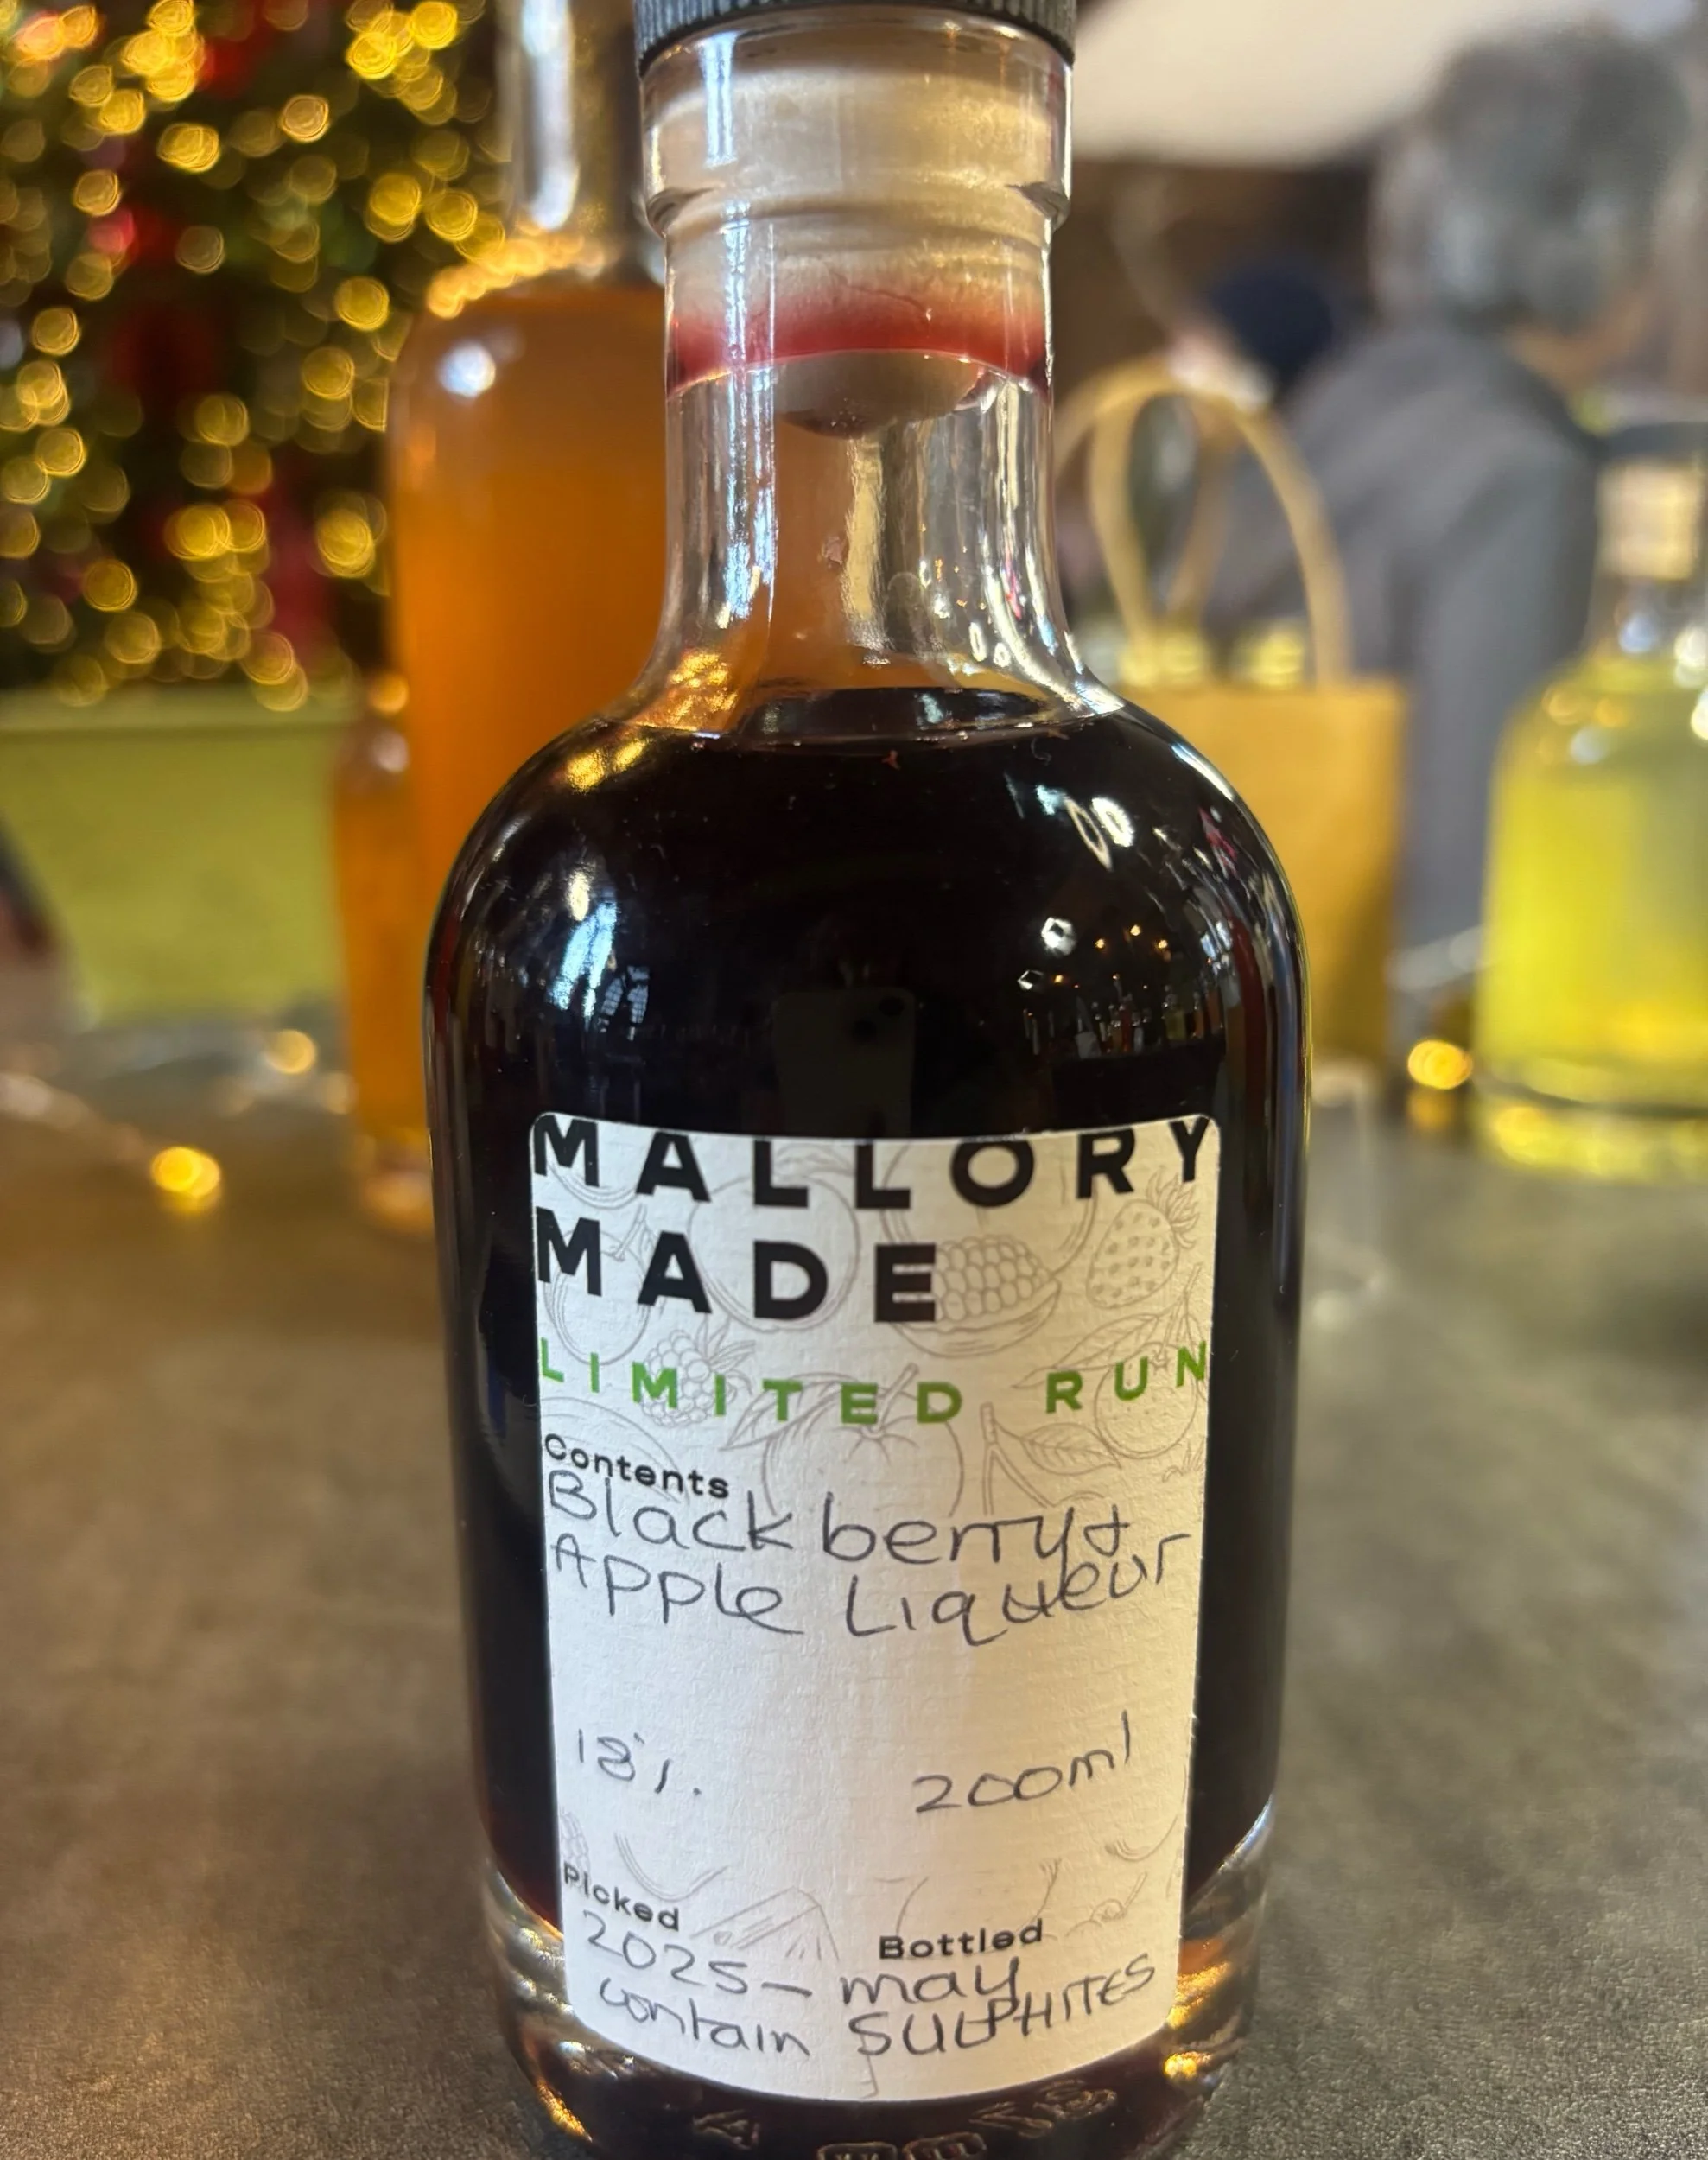 MALLORY
MADE
LIMITED RUN
Contents
Blackberry &
Apple Liqueur
18%. 200ml
Picked Bottled
2025 - may
contain SULPHITES